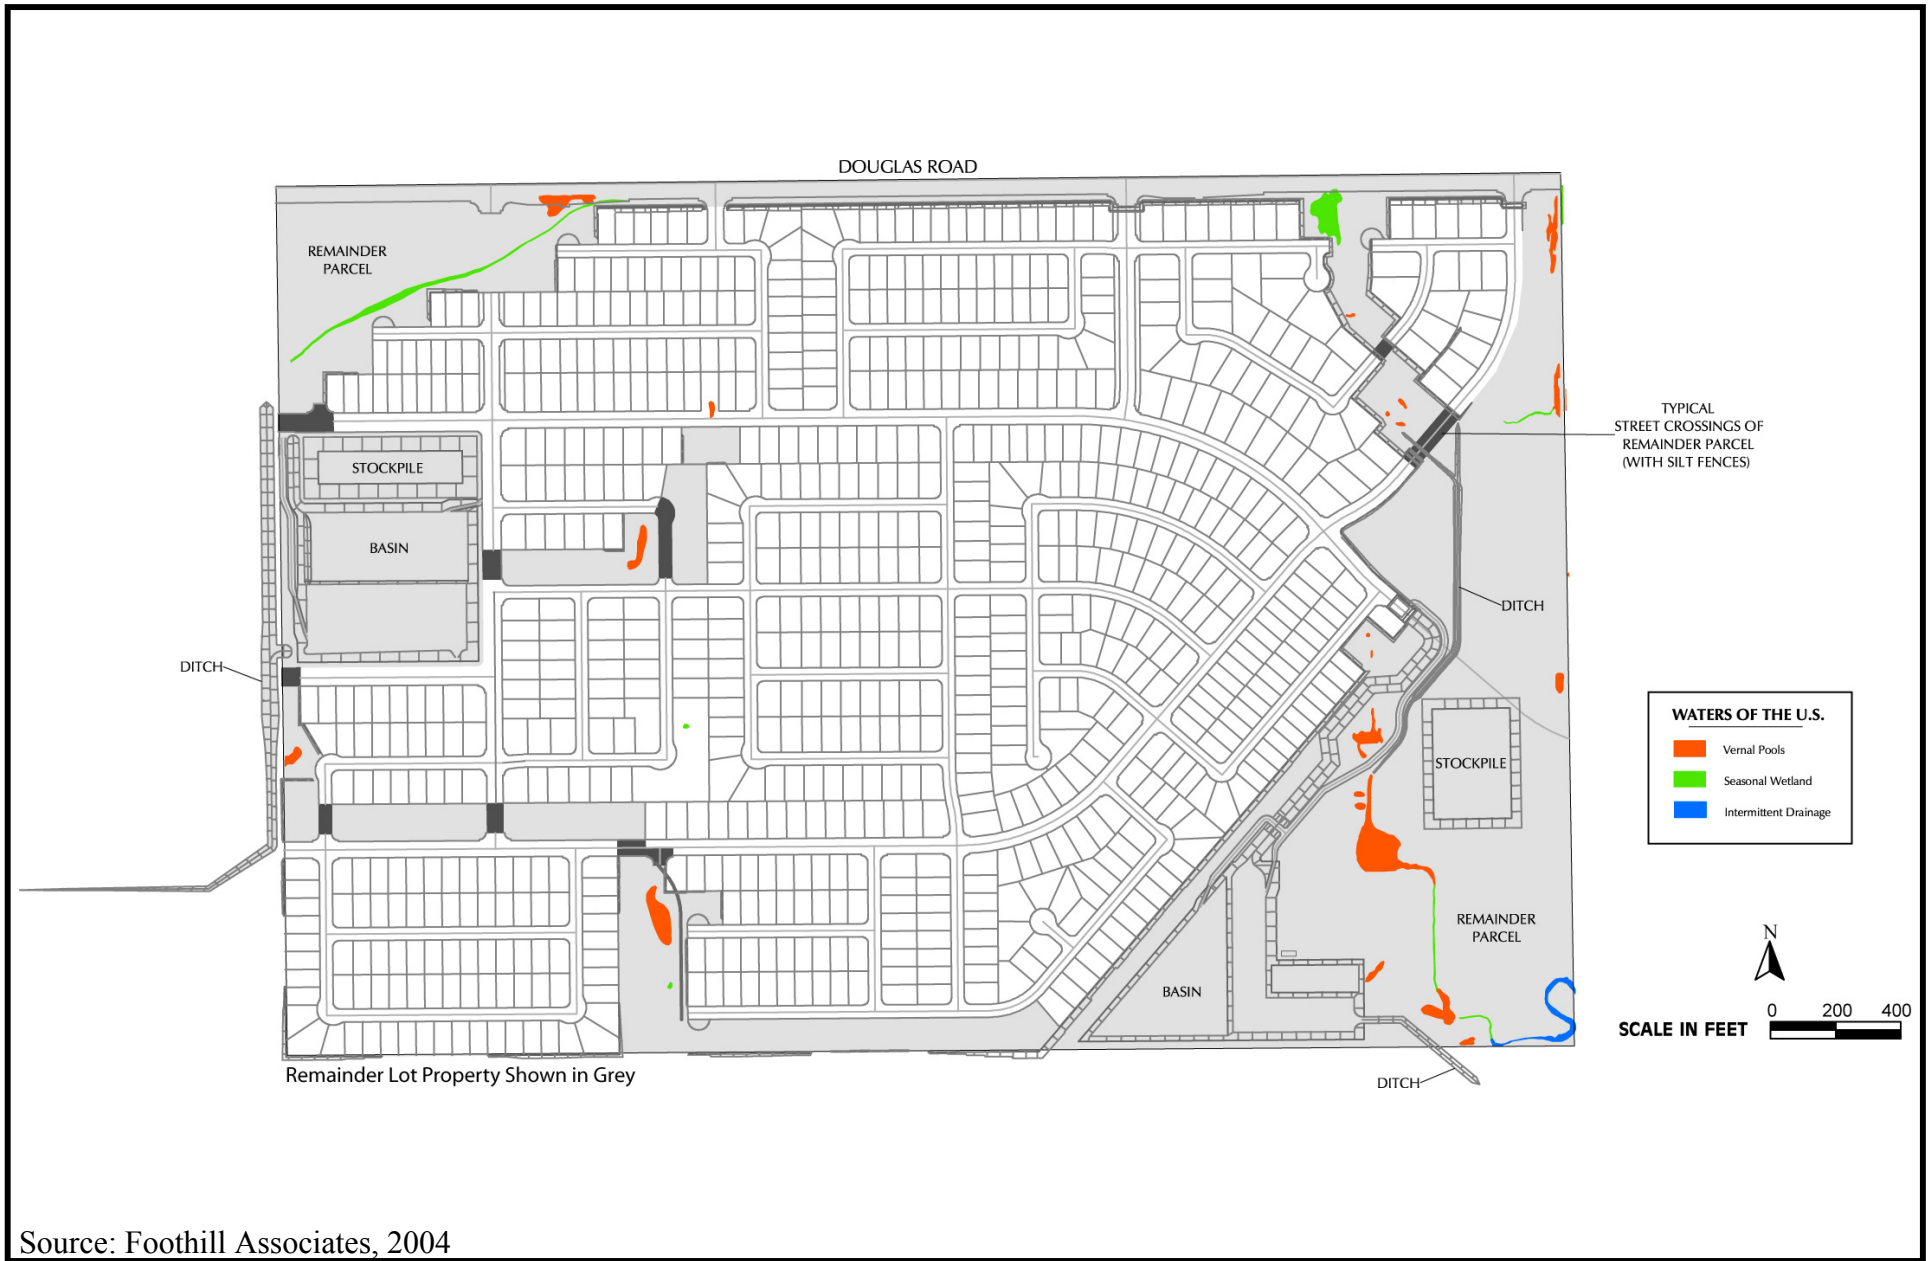 DOUGLAS ROAD
REMAINDER
PARCEL
TYPICAL
STREET CROSSINGS OF
REMAINDER PARCEL
(WITH SILT FENCES)
STOCKPILE
BASIN
DITCH
DITCH
WATERS OF THE U.S.
Vernal Pools
Seasonal Wetland
Intermittent Drainage
STOCKPILE
REMAINDER
PARCEL
BASIN
N
0 200 400
SCALE IN FEET
DITCH
Remainder Lot Property Shown in Grey
Source: Foothill Associates, 2004